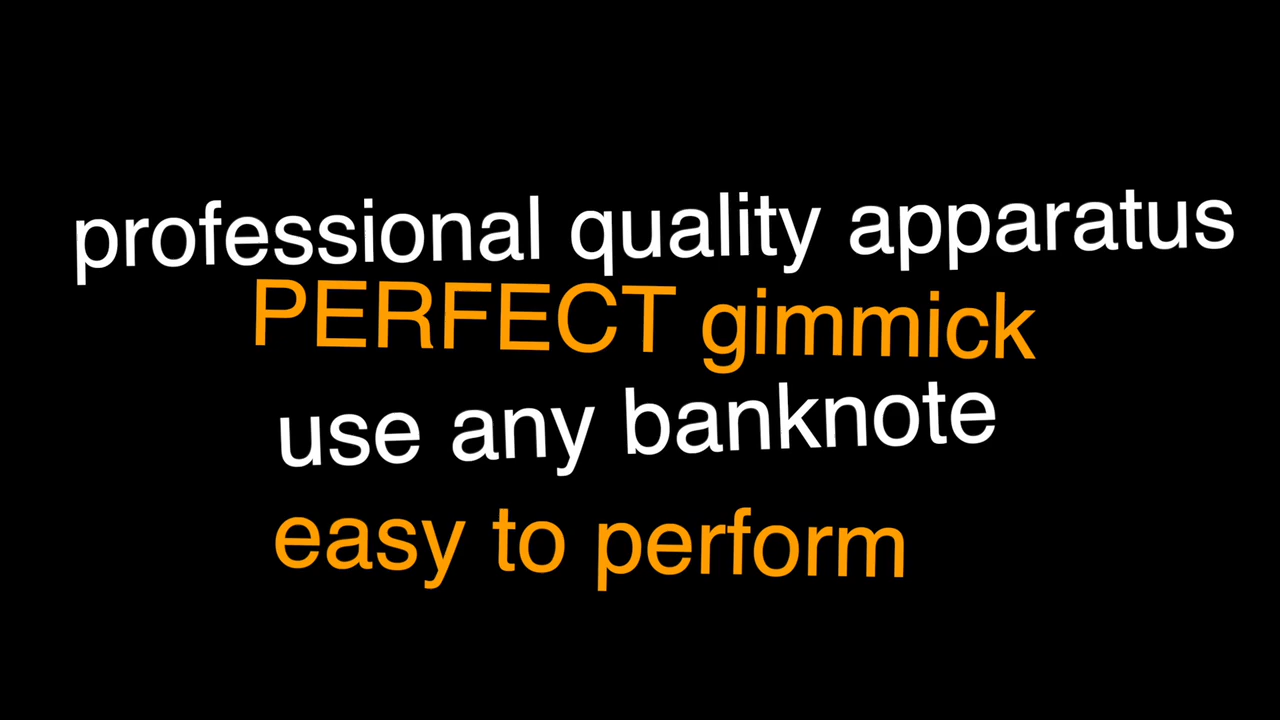 professional quality apparatus
PERFECT gimmick
use any banknote
easy to perform